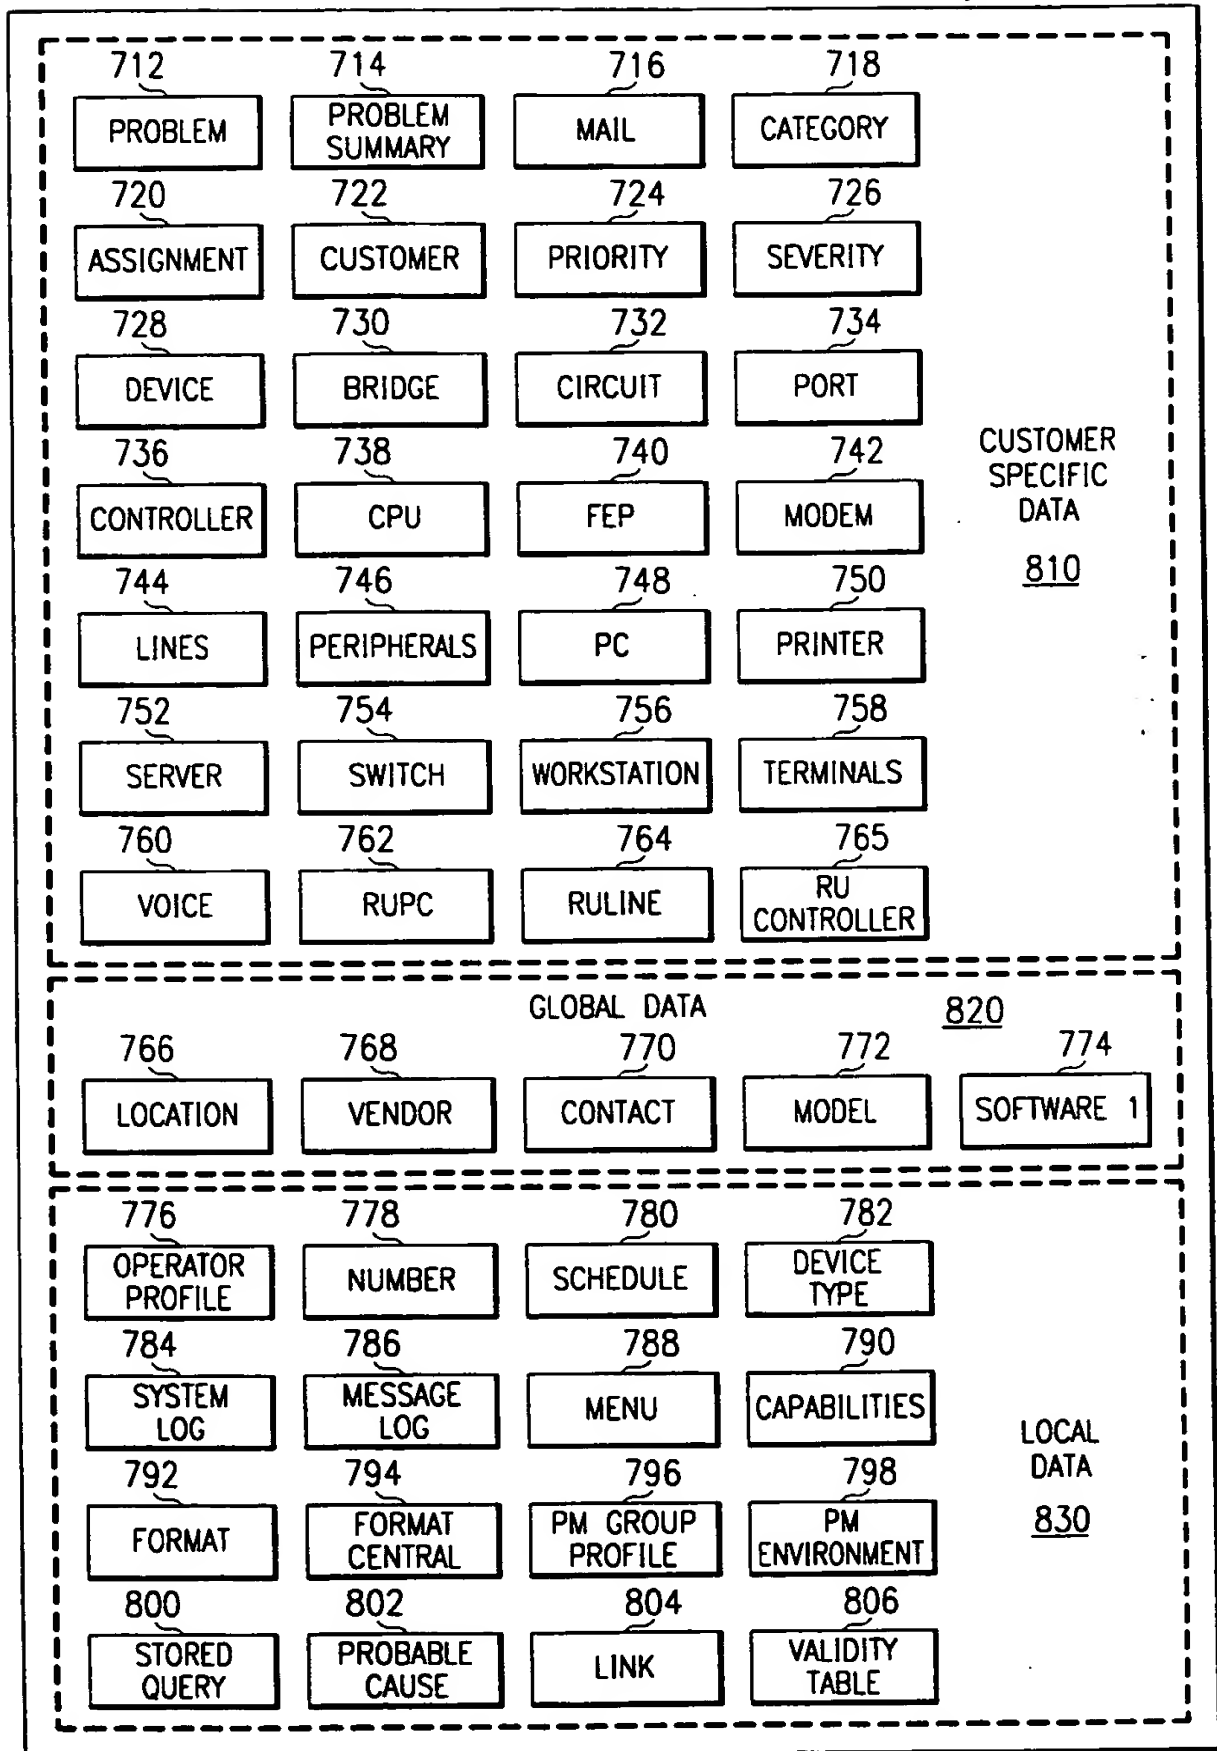 712 714 716 718
PROBLEM PROBLEM SUMMARY MAIL CATEGORY
720 722 724 726
ASSIGNMENT CUSTOMER PRIORITY SEVERITY
728 730 732 734
DEVICE BRIDGE CIRCUIT PORT
736 738 740 742
CONTROLLER CPU FEP MODEM
744 746 748 750
LINES PERIPHERALS PC PRINTER
752 754 756 758
SERVER SWITCH WORKSTATION TERMINALS
760 762 764 765
VOICE RUPC RULINE RU CONTROLLER
CUSTOMER
SPECIFIC
DATA
810
GLOBAL DATA 820
766 768 770 772 774
LOCATION VENDOR CONTACT MODEL SOFTWARE 1
776 778 780 782
OPERATOR PROFILE NUMBER SCHEDULE DEVICE TYPE
784 786 788 790
SYSTEM LOG MESSAGE LOG MENU CAPABILITIES
792 794 796 798
FORMAT FORMAT CENTRAL PM GROUP PROFILE PM ENVIRONMENT
800 802 804 806
STORED QUERY PROBABLE CAUSE LINK VALIDITY TABLE
LOCAL
DATA
830